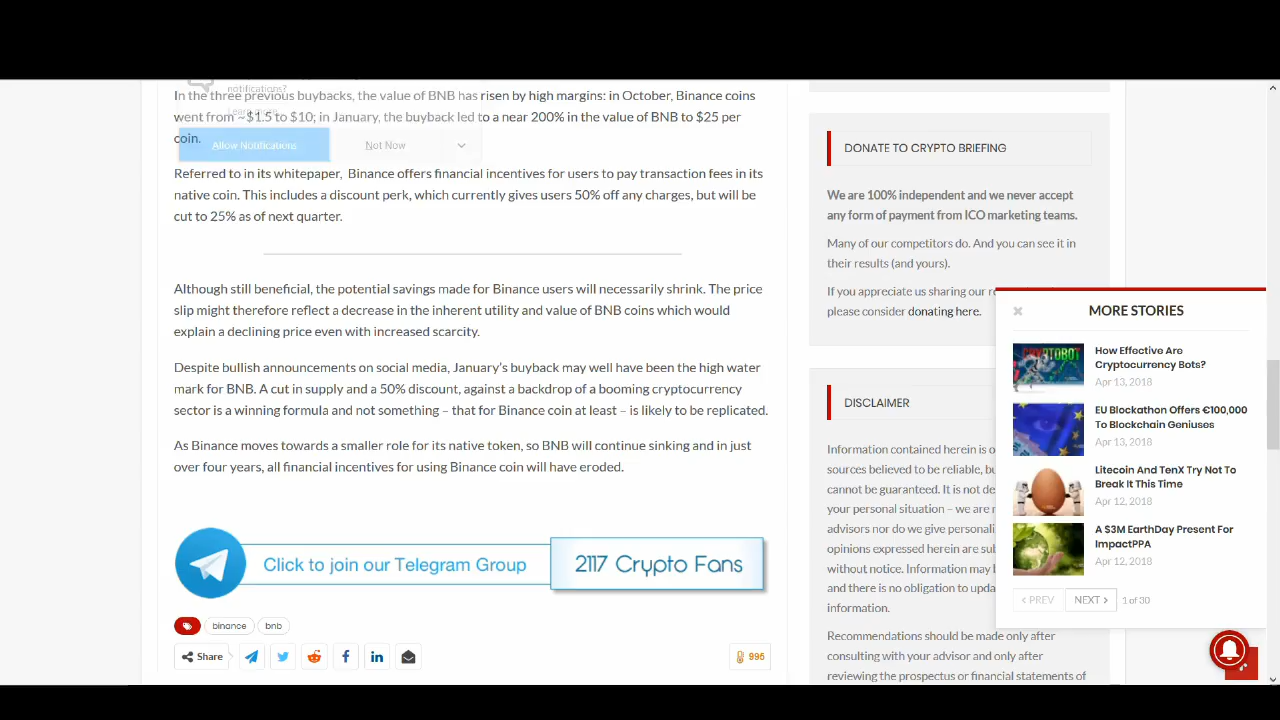 notifications?
In the three previous buybacks, the value of BNB has risen by high margins: in October, Binance coins
went from ~$1.5 to $10; in January, the buyback led to a near 200% in the value of BNB to $25 per
coin.
Allow Notifications
Not Now
Referred to in its whitepaper, Binance offers financial incentives for users to pay transaction fees in its
native coin. This includes a discount perk, which currently gives users 50% off any charges, but will be
cut to 25% as of next quarter.
Although still beneficial, the potential savings made for Binance users will necessarily shrink. The price
slip might therefore reflect a decrease in the inherent utility and value of BNB coins which would
explain a declining price even with increased scarcity.
Despite bullish announcements on social media, January's buyback may well have been the high water
mark for BNB. A cut in supply and a 50% discount, against a backdrop of a booming cryptocurrency
sector is a winning formula and not something – that for Binance coin at least – is likely to be replicated.
As Binance moves towards a smaller role for its native token, so BNB will continue sinking and in just
over four years, all financial incentives for using Binance coin will have eroded.
Click to join our Telegram Group
2117 Crypto Fans
binance
bnb
Share
995
DONATE TO CRYPTO BRIEFING
We are 100% independent and we never accept
any form of payment from ICO marketing teams.
Many of our competitors do. And you can see it in
their results (and yours).
If you appreciate us sharing our
please consider donating here.
DISCLAIMER
Information contained herein is
sources believed to be reliable,
cannot be guaranteed. It is not
your personal situation – we are
advisors nor do we give
opinions expressed herein are
without notice. Information
and there is no obligation to
information.
Recommendations should be made only after
consulting with your advisor and only after
reviewing the prospectus or financial statements of
MORE STORIES
How Effective Are
Cryptocurrency Bots?
Apr 13, 2018
EU Blockathon Offers €100,000
To Blockchain Geniuses
Apr 13, 2018
Litecoin And TenX Try Not To
Break It This Time
Apr 12, 2018
A $3M EarthDay Present For
ImpactPPA
Apr 12, 2018
PREV
NEXT
1 of 30